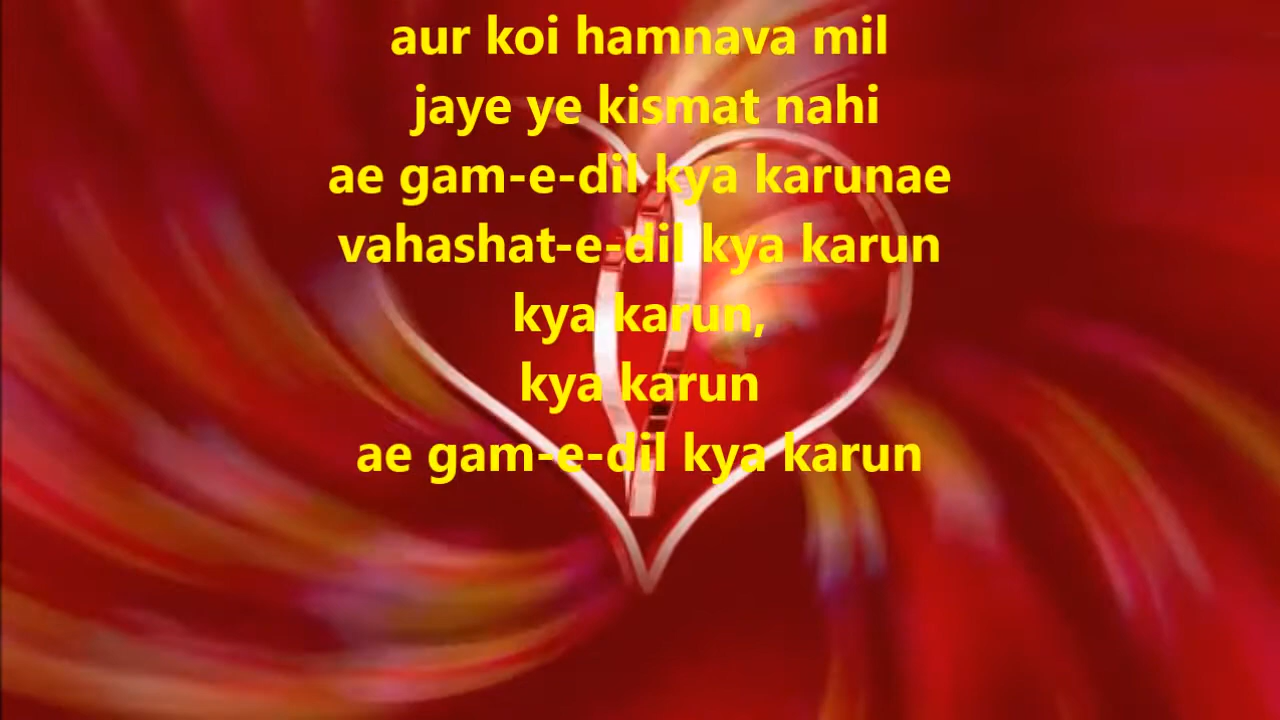 aur koi hamnava mil
jaye ye kismat nahi
ae gam-e-dil kya karunae
vahashat-e-dil kya karun
kya karun,
kya karun
ae gam-e-dil kya karun